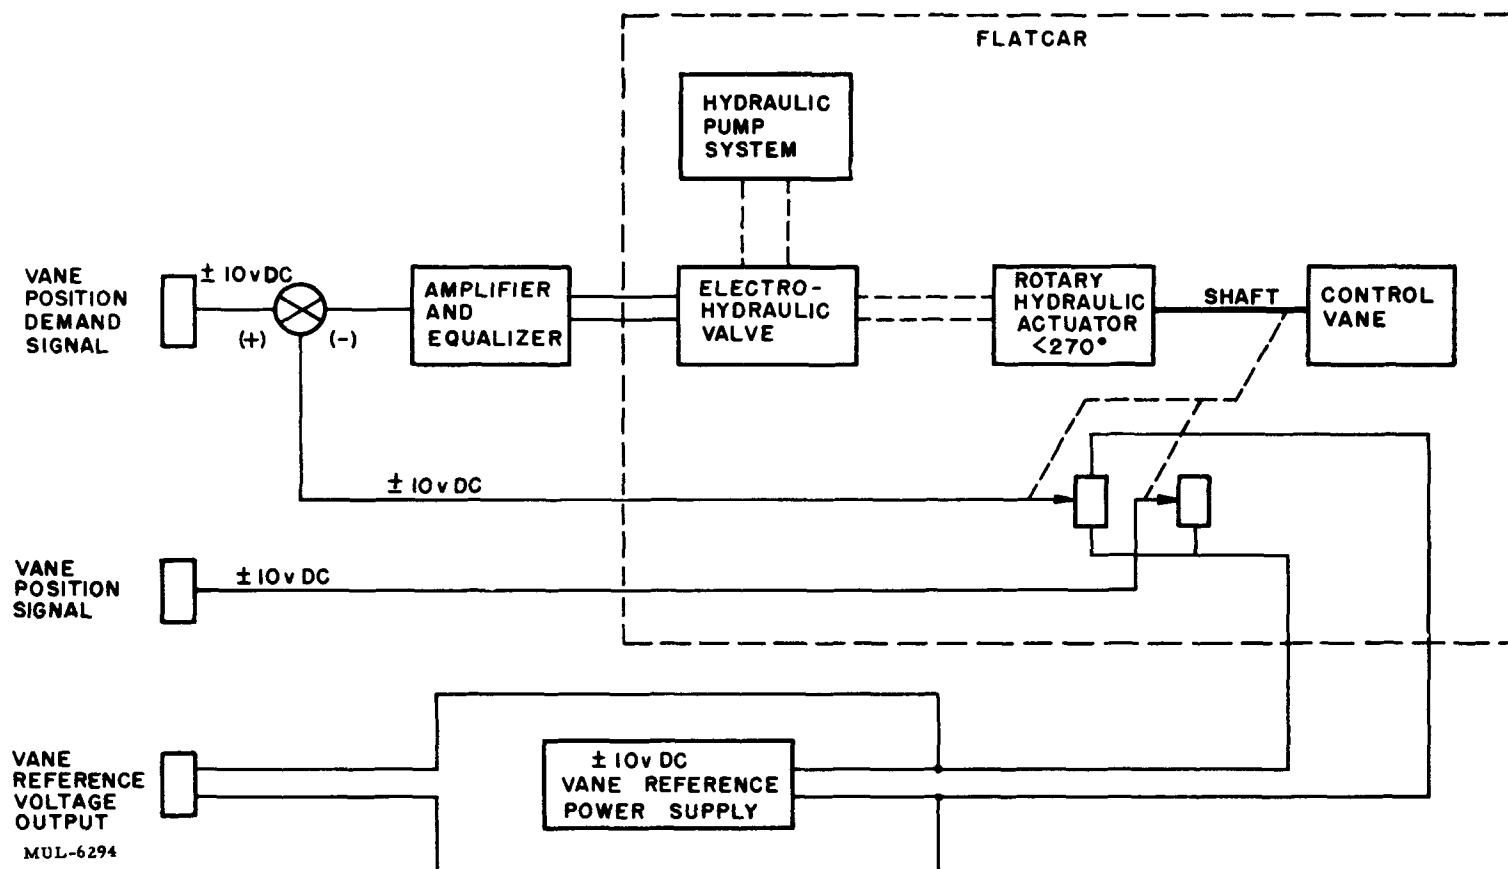 FLATCAR
HYDRAULIC
PUMP
SYSTEM
VANE
POSITION
DEMAND
SIGNAL
± 10v DC
(+)
(-)
AMPLIFIER
AND
EQUALIZER
ELECTRO-
HYDRAULIC
VALVE
ROTARY
HYDRAULIC
ACTUATOR
<270°
SHAFT
CONTROL
VANE
± 10v DC
VANE
POSITION
SIGNAL
± 10v DC
VANE
REFERENCE
VOLTAGE
OUTPUT
± 10v DC
VANE REFERENCE
POWER SUPPLY
MUL-6294